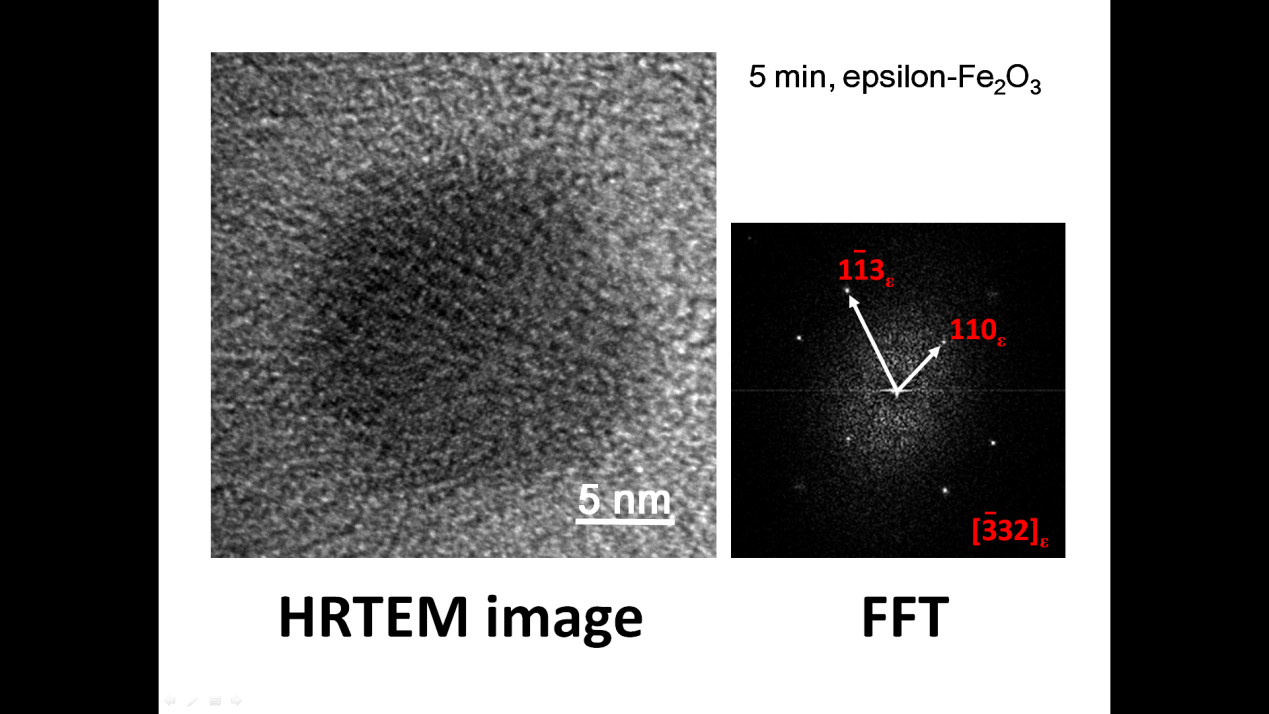 5 min, epsilon-Fe₂O₃
11̄3ε
110ε
5 nm
[3̄32]ε
HRTEM image
FFT